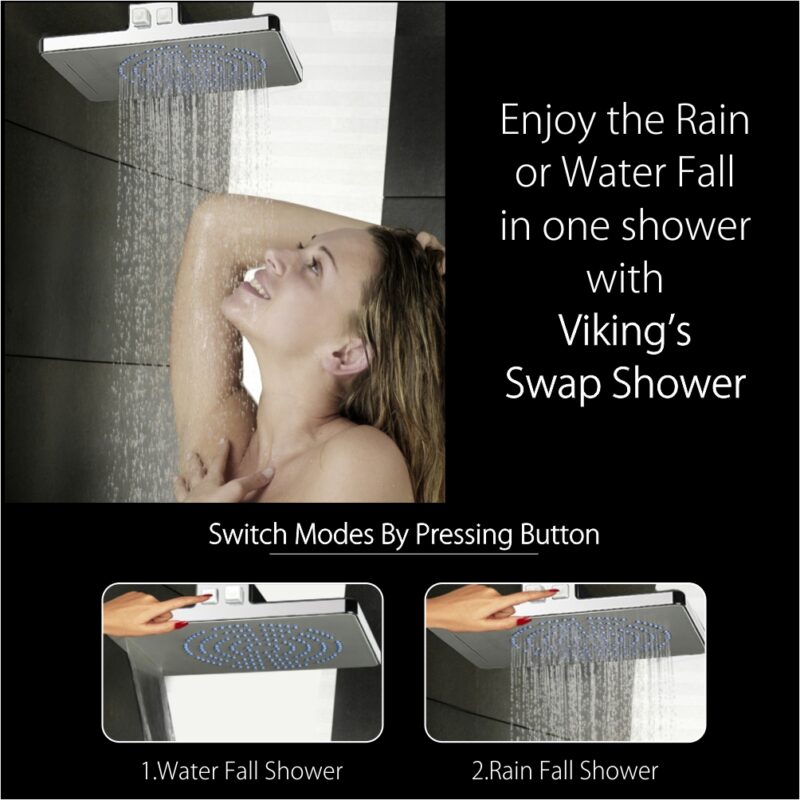 Enjoy the Rain
or Water Fall
in one shower
with
Viking's
Swap Shower
Switch Modes By Pressing Button
1.Water Fall Shower
2.Rain Fall Shower